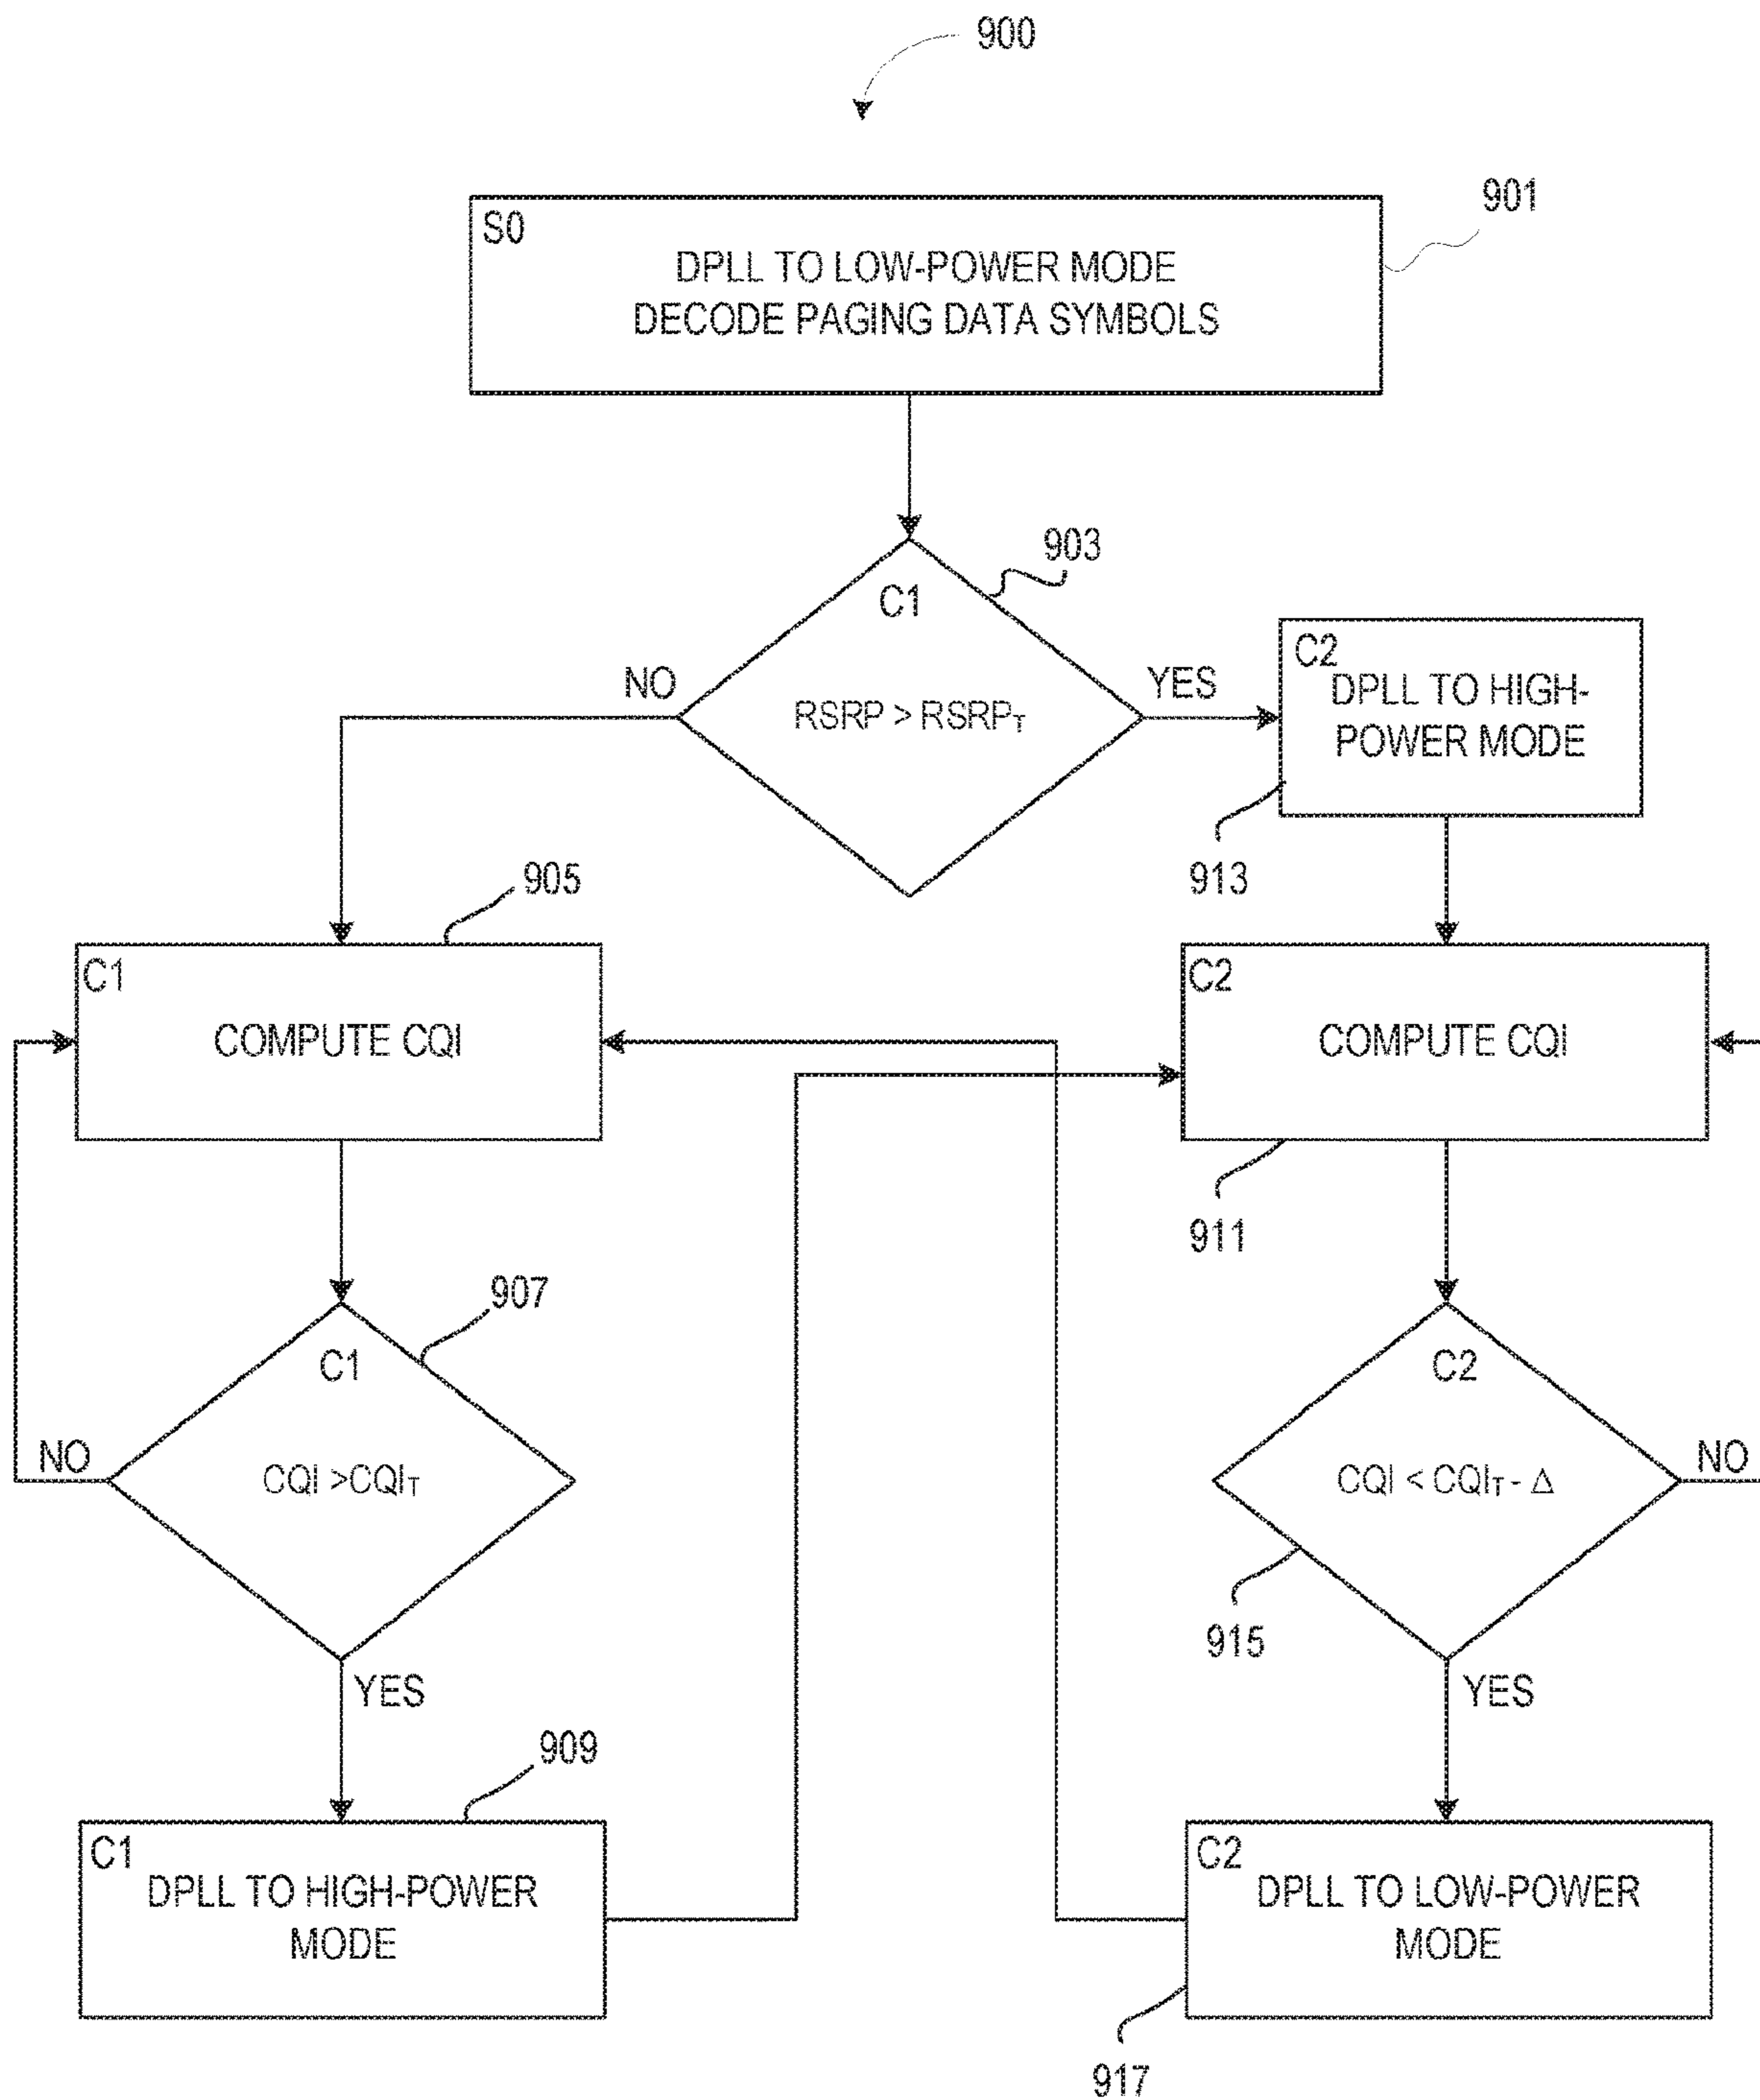 900
901
S0
DPLL TO LOW-POWER MODE
DECODE PAGING DATA SYMBOLS
903
C1
NO
YES
RSRP > RSRPT
C2
DPLL TO HIGH-
POWER MODE
913
905
C1
COMPUTE CQI
C2
COMPUTE CQI
911
907
C1
NO
CQI >CQIT
YES
C2
NO
CQI < CQIT - Δ
915
YES
909
C1
DPLL TO HIGH-POWER
MODE
C2
DPLL TO LOW-POWER
MODE
917